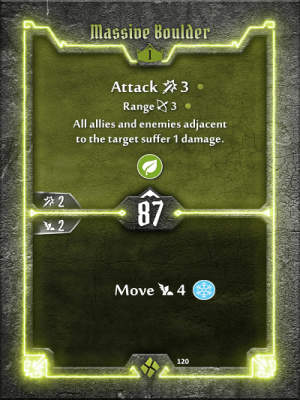 Massive Boulder
1
Attack 3
Range 3
All allies and enemies adjacent
to the target suffer 1 damage.
2
87
2
Move 4
120